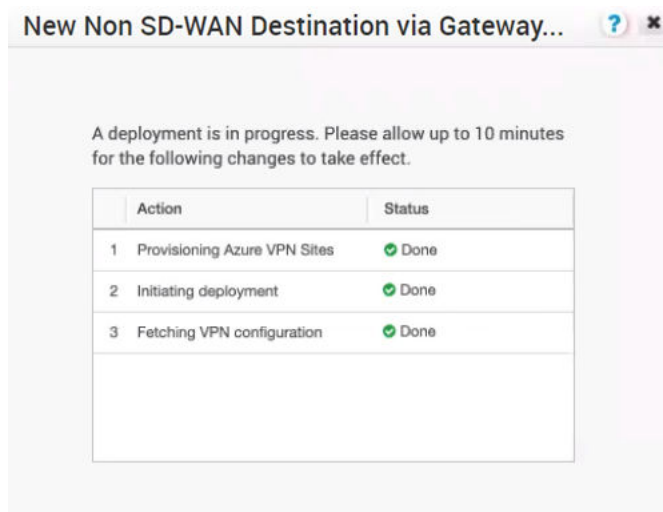 New Non SD-WAN Destination via Gateway... ? ✖
A deployment is in progress. Please allow up to 10 minutes
for the following changes to take effect.
Action Status
1 Provisioning Azure VPN Sites Done
2 Initiating deployment Done
3 Fetching VPN configuration Done